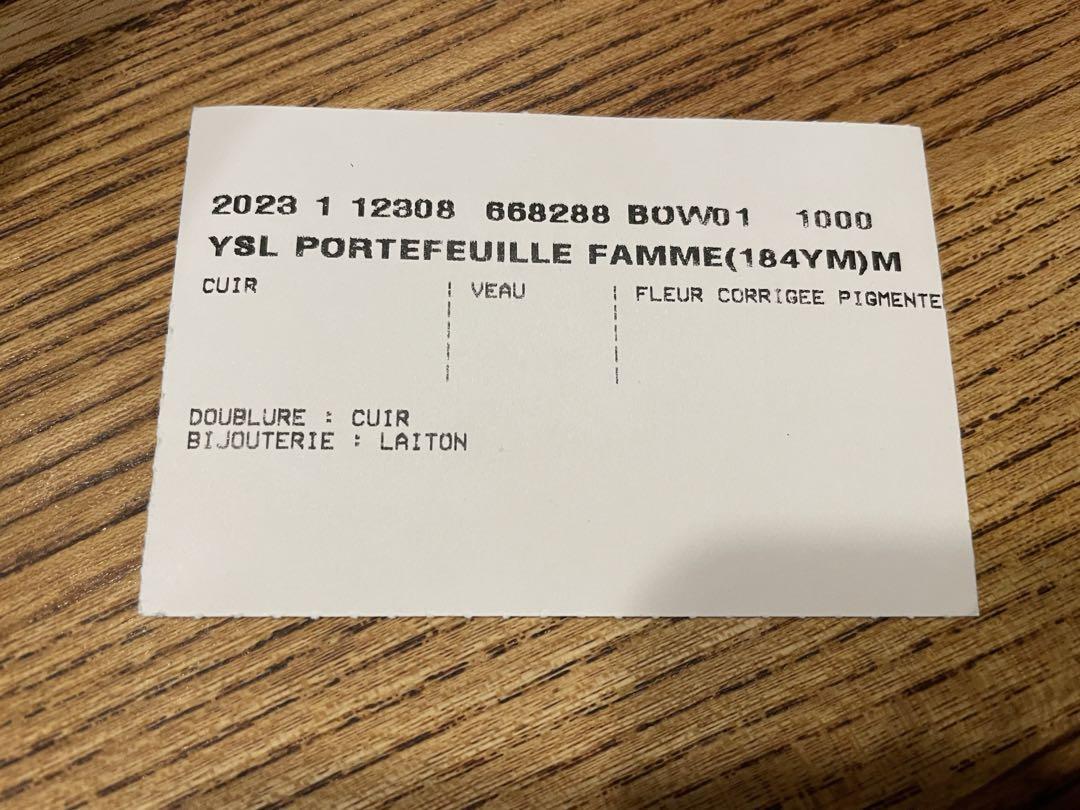 2023 1 12308 668288 BOW01 1000
YSL PORTEFEUILLE FAMME(184YM)M
CUIR ¦ VEAU ¦ FLEUR CORRIGEE PIGMENTE
DOUBLURE : CUIR
BIJOUTERIE : LAITON